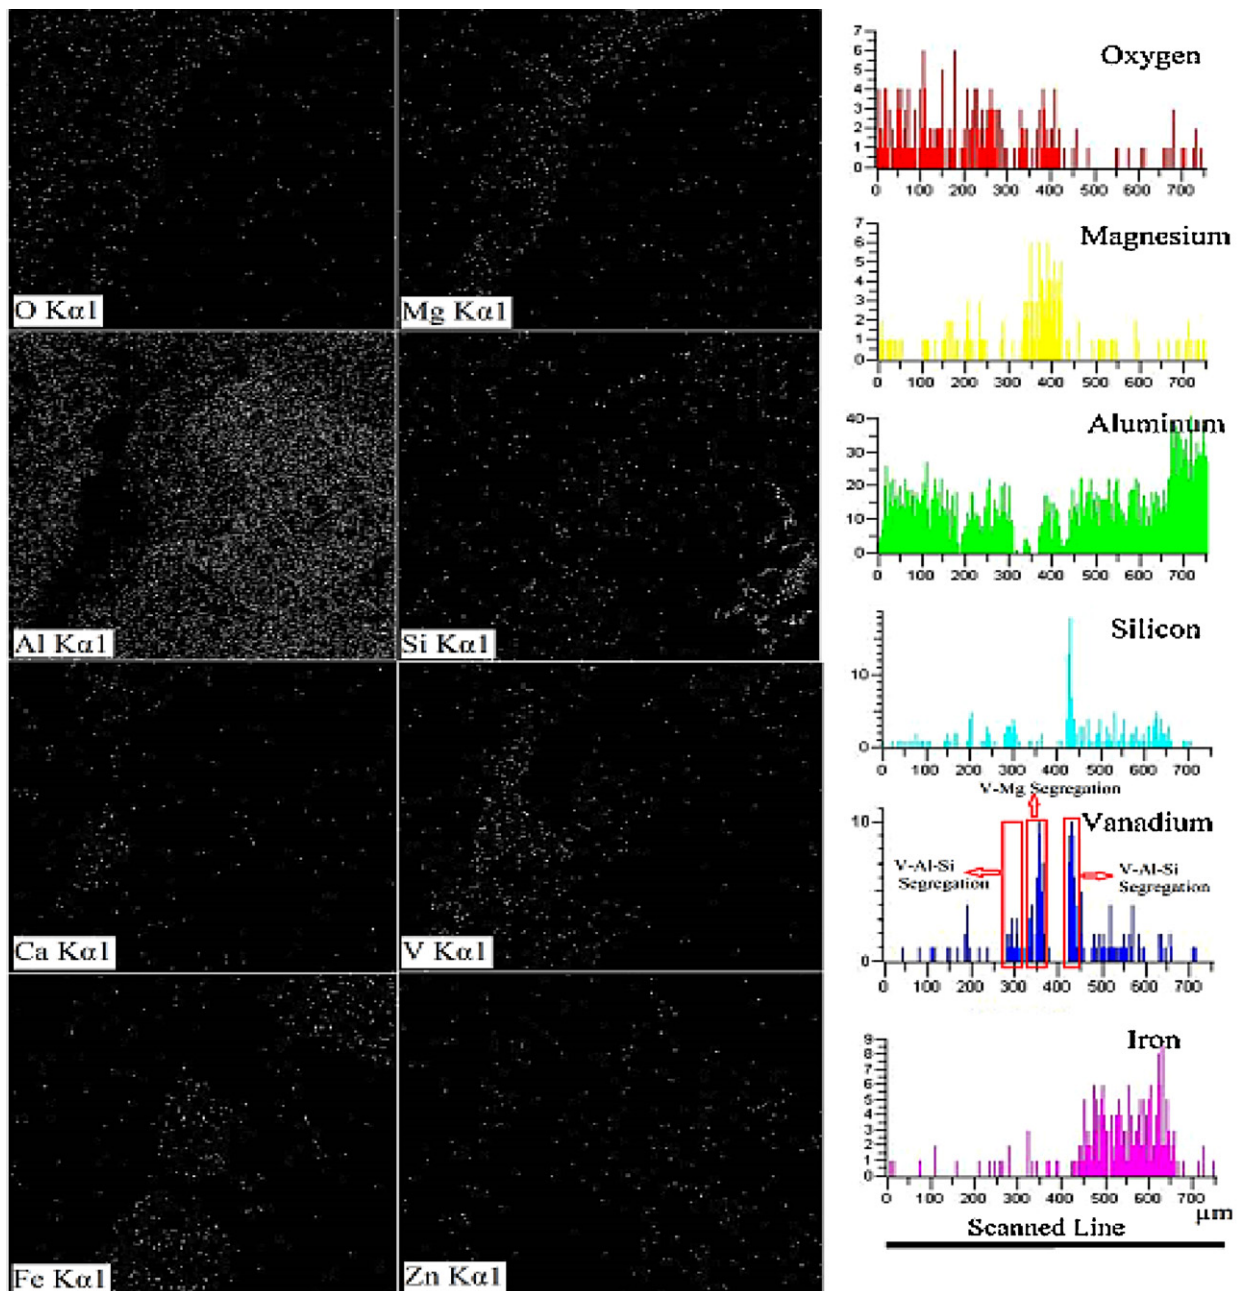 O Kα1
Mg Kα1
Al Kα1
Si Kα1
Ca Kα1
V Kα1
Fe Kα1
Zn Kα1
Oxygen
7
6
5
4
3
2
1
0
0 100 200 300 400 500 600 700
Magnesium
7
6
5
4
3
2
1
0
0 100 200 300 400 500 600 700
Aluminum
40
30
20
10
0
0 100 200 300 400 500 600 700
Silicon
10
0
0 100 200 300 400 500 600 700
V-Mg Segregation
Vanadium
10
5
0
V-Al-Si
Segregation
V-Al-Si
Segregation
0 100 200 300 400 500 600 700
Iron
9
8
7
6
5
4
3
2
1
0
0 100 200 300 400 500 600 700
μm
Scanned Line